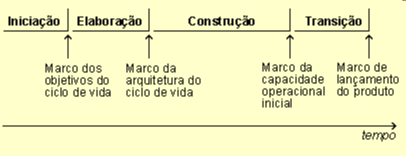 Iniciação Elaboração Construção Transição
Marco dos
objetivos do
ciclo de vida
Marco da
arquitetura do
ciclo de vida
Marco da
capacidade
operacional
inicial
Marco de
lançamento
do produto
tempo